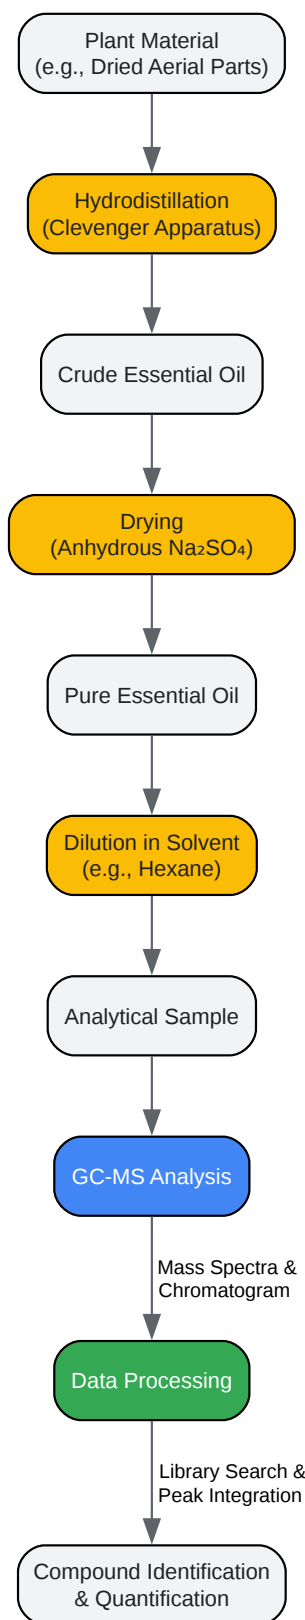 Plant Material
(e.g., Dried Aerial Parts)
Hydrodistillation
(Clevenger Apparatus)
Crude Essential Oil
Drying
(Anhydrous Na₂SO₄)
Pure Essential Oil
Dilution in Solvent
(e.g., Hexane)
Analytical Sample
GC-MS Analysis
Mass Spectra &
Chromatogram
Data Processing
Library Search &
Peak Integration
Compound Identification
& Quantification